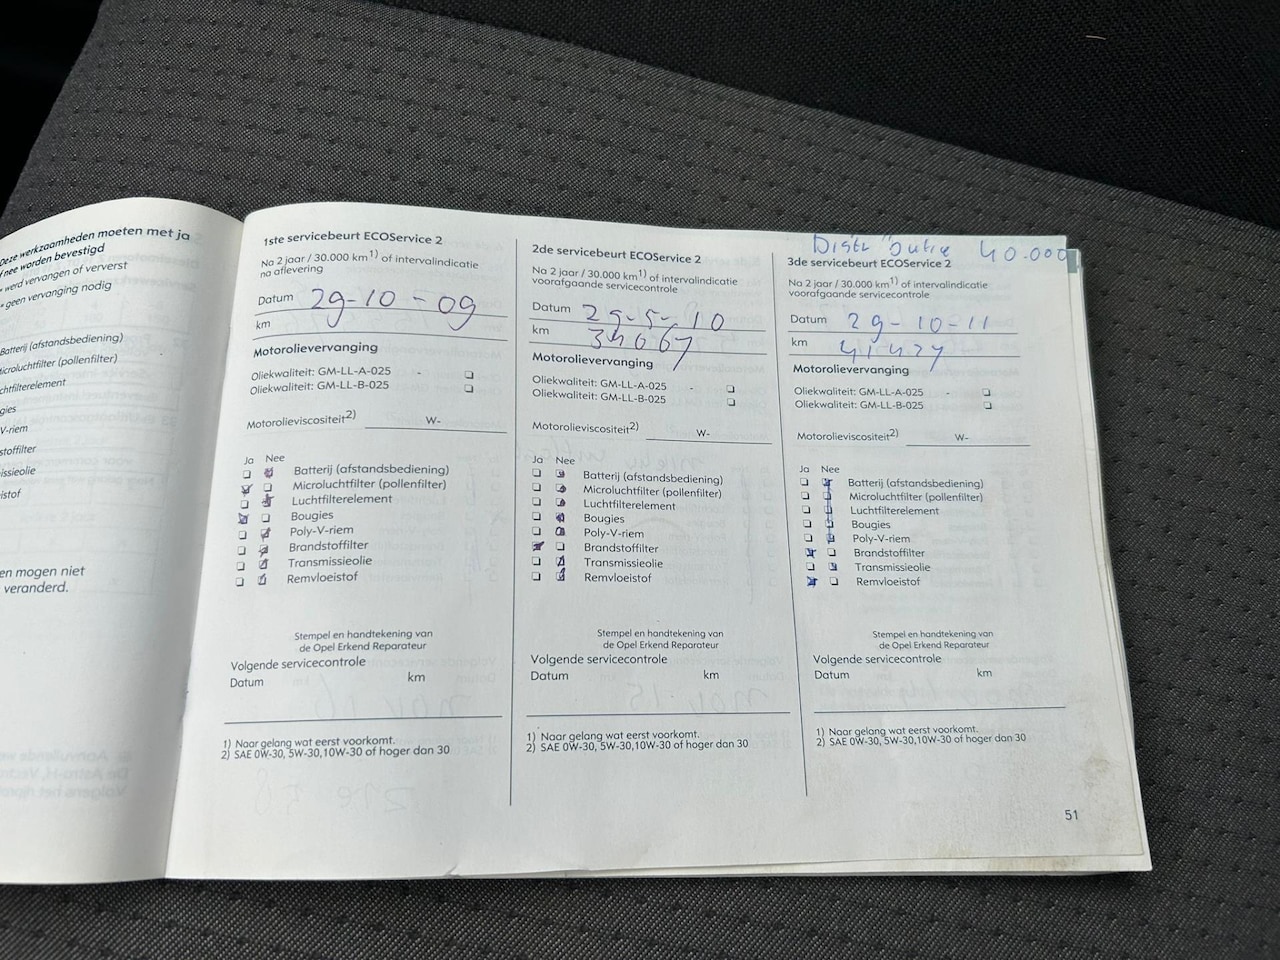 Deze werkzaamheden moeten met ja
nee worden bevestigd
= werd vervangen of ververst
= geen vervanging nodig
Batterij (afstandsbediening)
icroluchtfilter (pollenfilter)
chtfilterelement
gies
V-riem
stoffilter
issieolie
istof
en mogen niet
veranderd.
1ste servicebeurt ECOService 2
Na 2 jaar / 30.000 km1) of intervalindicatie
na aflevering
Datum 29-10-09
km
Motorolievervanging
Oliekwaliteit: GM-LL-A-025 -
Oliekwaliteit: GM-LL-B-025
Motorolieviscositeit2) W-
Ja Nee
Batterij (afstandsbediening)
Microluchtfilter (pollenfilter)
Luchtfilterelement
Bougies
Poly-V-riem
Brandstoffilter
Transmissieolie
Remvloeistof
Stempel en handtekening van
de Opel Erkend Reparateur
Volgende servicecontrole
Datum km
1) Naar gelang wat eerst voorkomt.
2) SAE 0W-30, 5W-30,10W-30 of hoger dan 30
2de servicebeurt ECOService 2
Na 2 jaar / 30.000 km1) of intervalindicatie
voorafgaande servicecontrole
Datum 29-5-10
km 34067
Motorolievervanging
Oliekwaliteit: GM-LL-A-025 -
Oliekwaliteit: GM-LL-B-025
Motorolieviscositeit2) W-
Ja Nee
Batterij (afstandsbediening)
Microluchtfilter (pollenfilter)
Luchtfilterelement
Bougies
Poly-V-riem
Brandstoffilter
Transmissieolie
Remvloeistof
Stempel en handtekening van
de Opel Erkend Reparateur
Volgende servicecontrole
Datum km
1) Naar gelang wat eerst voorkomt.
2) SAE 0W-30, 5W-30,10W-30 of hoger dan 30
40.000
3de servicebeurt ECOService 2
Na 2 jaar / 30.000 km1) of intervalindicatie
voorafgaande servicecontrole
Datum 29-10-11
km 41427
Motorolievervanging
Oliekwaliteit: GM-LL-A-025 -
Oliekwaliteit: GM-LL-B-025
Motorolieviscositeit2) W-
Ja Nee
Batterij (afstandsbediening)
Microluchtfilter (pollenfilter)
Luchtfilterelement
Bougies
Poly-V-riem
Brandstoffilter
Transmissieolie
Remvloeistof
Stempel en handtekening van
de Opel Erkend Reparateur
Volgende servicecontrole
Datum km
1) Naar gelang wat eerst voorkomt.
2) SAE 0W-30, 5W-30,10W-30 of hoger dan 30
51